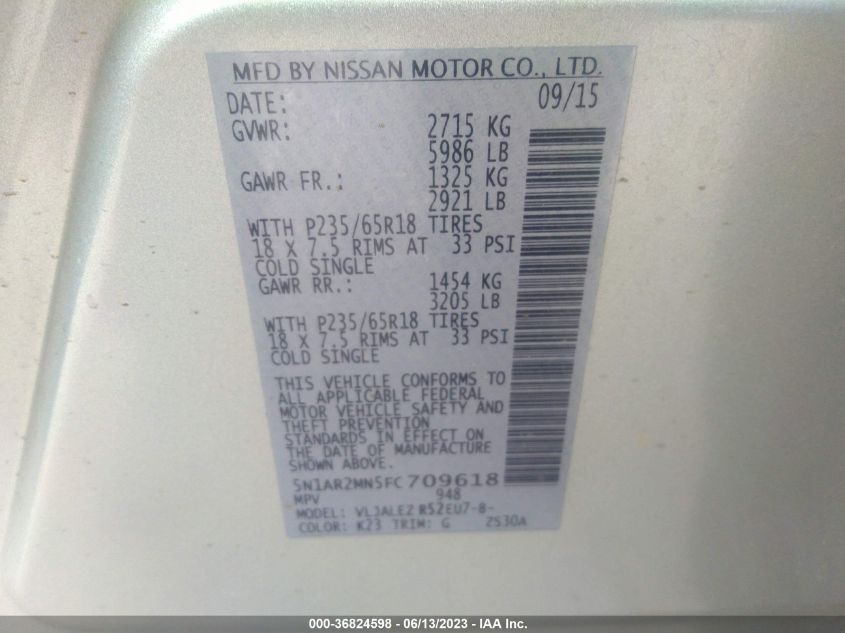 MFD BY NISSAN MOTOR CO., LTD.
DATE: 09/15
GVWR: 2715 KG
5986 LB
GAWR FR.: 1325 KG
2921 LB
WITH P235/65R18 TIRES
18 X 7.5 RIMS AT 33 PSI
COLD SINGLE
GAWR RR.: 1454 KG
3205 LB
WITH P235/65R18 TIRES
18 X 7.5 RIMS AT 33 PSI
COLD SINGLE
THIS VEHICLE CONFORMS TO
ALL APPLICABLE FEDERAL
MOTOR VEHICLE SAFETY AND
THEFT PREVENTION
STANDARDS IN EFFECT ON
THE DATE OF MANUFACTURE
SHOWN ABOVE.
5N1AR2MN5FC709618
MPV 948
MODEL: VLJALEZ R52EU7-8-
COLOR: K23 TRIM: G ZS30A
000-36824598 - 06/13/2023 - IAA Inc.